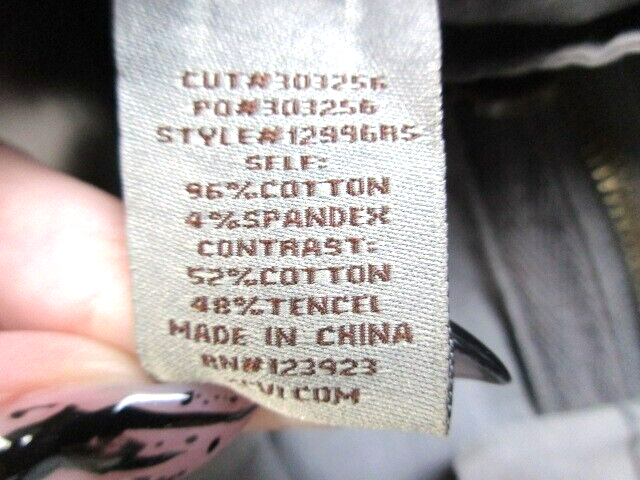 CUT#303256
PO#303256
STYLE#12996RS
SELF:
96%COTTON
4%SPANDEX
CONTRAST:
52%COTTON
48%TENCEL
MADE IN CHINA
RN#123923